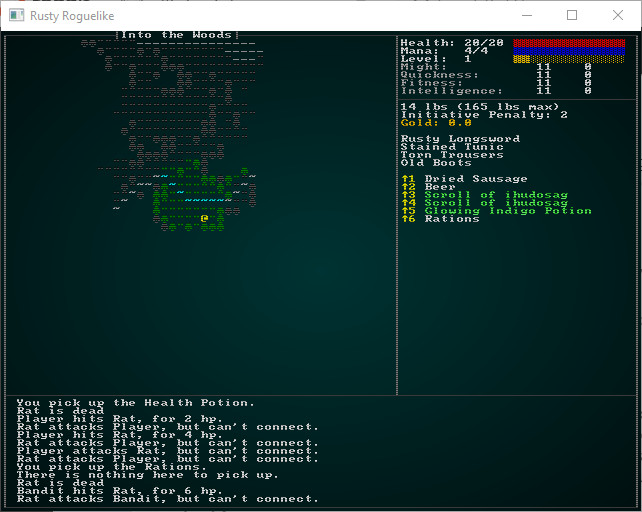 Rusty Roguelike
Into the Woods
Health: 20/20
Mana: 4/4
Level: 1
Might: 11 0
Quickness: 11 0
Fitness: 11 0
Intelligence: 11 0
14 lbs (165 lbs max)
Initiative Penalty: 2
Gold: 0.0
Rusty Longsword
Stained Tunic
Torn Trousers
Old Boots
↑1 Dried Sausage
↑2 Beer
↑3 Scroll of ihudosag
↑4 Scroll of ihudosag
↑5 Glowing Indigo Potion
↑6 Rations
@
You pick up the Health Potion.
Rat is dead
Player hits Rat, for 2 hp.
Rat attacks Player, but can't connect.
Player hits Rat, for 4 hp.
Rat attacks Player, but can't connect.
Player attacks Rat, but can't connect.
Rat attacks Player, but can't connect.
You pick up the Rations.
There is nothing here to pick up.
Rat is dead
Bandit hits Rat, for 6 hp.
Rat attacks Bandit, but can't connect.